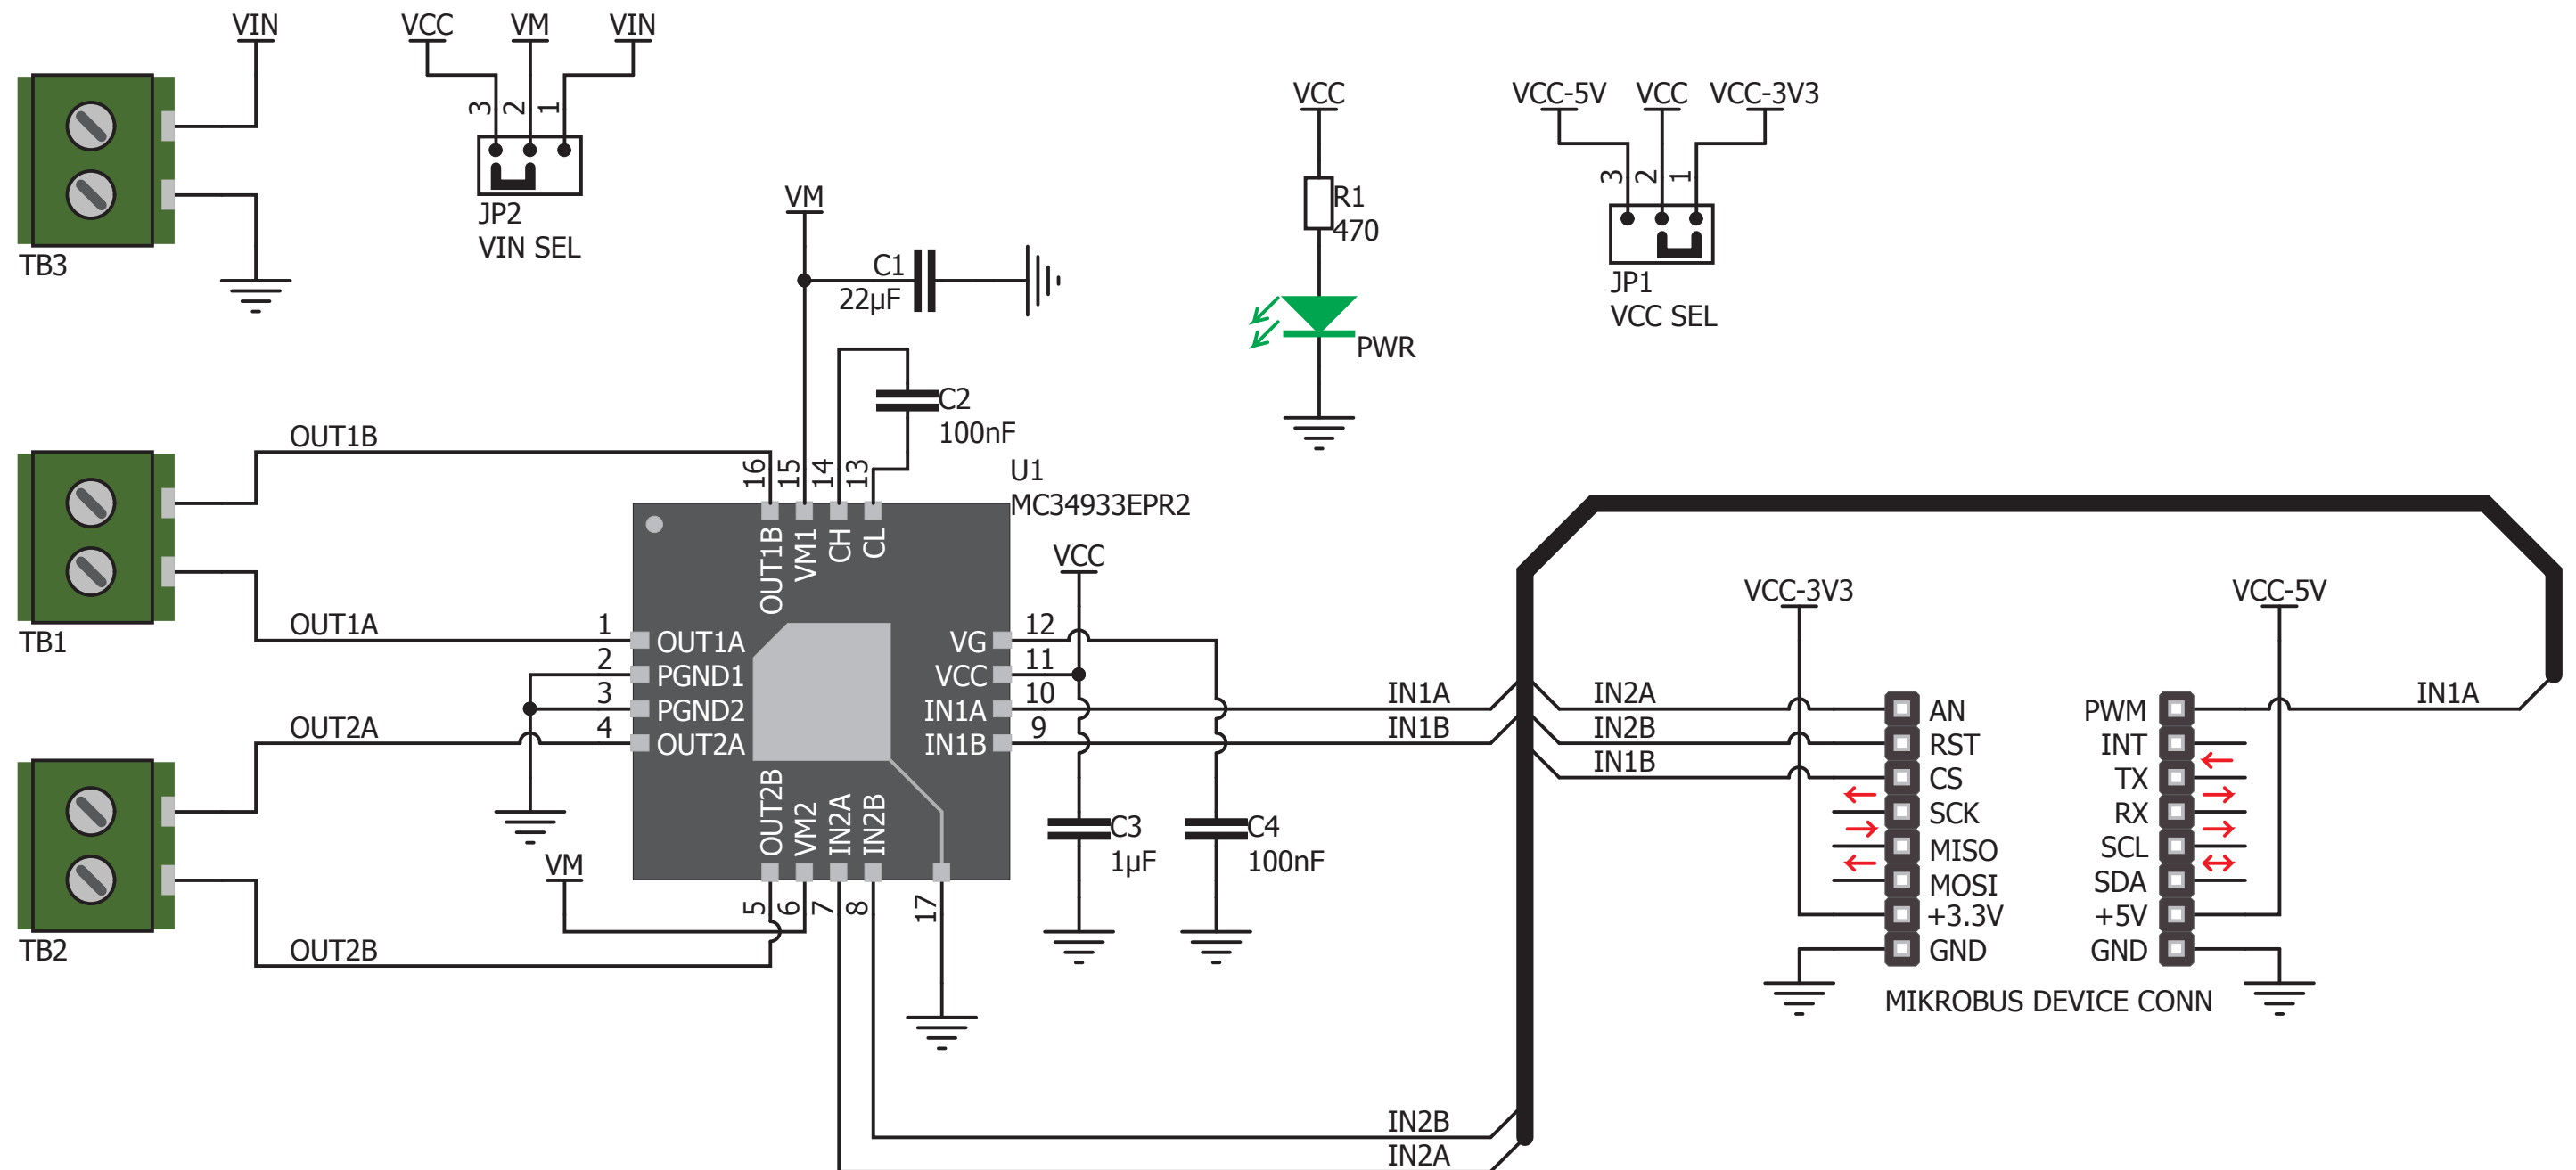 VIN
VCC VM VIN
3 2 1
JP2
VIN SEL
TB3
VM
C1
22µF
C2
100nF
VCC
R1
470
PWR
VCC-5V VCC VCC-3V3
3 2 1
JP1
VCC SEL
OUT1B
OUT1A
TB1
OUT2A
OUT2B
TB2
U1
MC34933EPR2
16 15 14 13
OUT1B VM1 CH CL
1 OUT1A
2 PGND1
3 PGND2
4 OUT2A
VG 12
VCC 11
IN1A 10
IN1B 9
OUT2B VM2 IN2A IN2B
5 6 7 8 17
VM
VCC
C3
1µF
C4
100nF
IN1A
IN1B
IN2B
IN2A
IN2A
IN2B
IN1B
VCC-3V3
VCC-5V
IN1A
AN PWM
RST INT
CS TX
SCK RX
MISO SCL
MOSI SDA
+3.3V +5V
GND GND
MIKROBUS DEVICE CONN